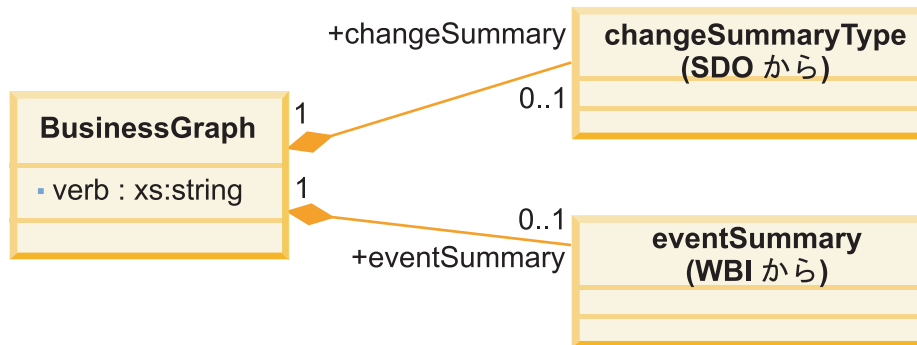 +changeSummary
changeSummaryType
(SDO から)
0..1
BusinessGraph
1
verb : xs:string
1
0..1
+eventSummary
eventSummary
(WBI から)